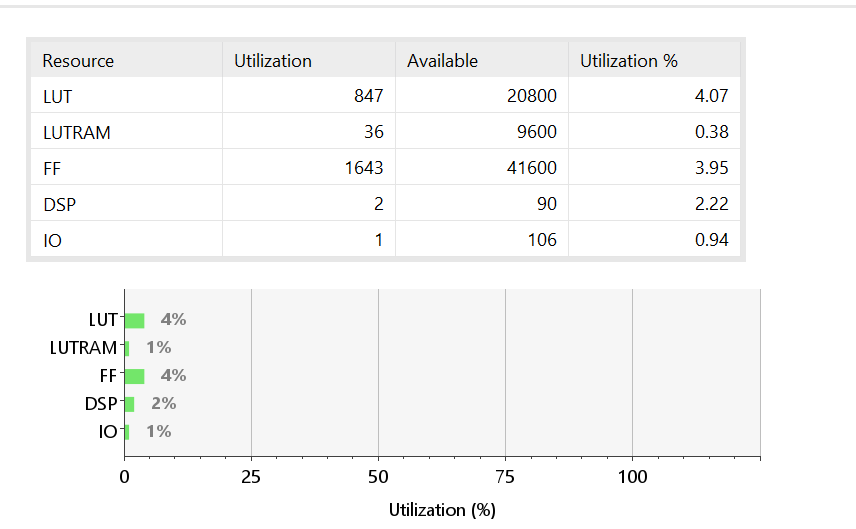 Resource Utilization Available Utilization %
LUT 847 20800 4.07
LUTRAM 36 9600 0.38
FF 1643 41600 3.95
DSP 2 90 2.22
IO 1 106 0.94
LUT 4%
LUTRAM 1%
FF 4%
DSP 2%
IO 1%
0 25 50 75 100
Utilization (%)